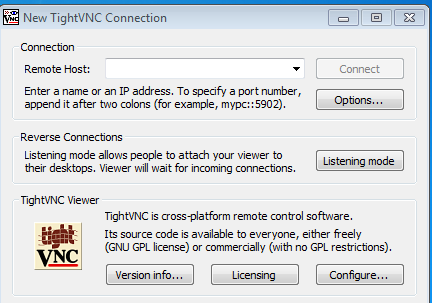 New TightVNC Connection
Connection
Remote Host:
Connect
Enter a name or an IP address. To specify a port number,
append it after two colons (for example, mypc::5902).
Options...
Reverse Connections
Listening mode allows people to attach your viewer to
their desktops. Viewer will wait for incoming connections.
Listening mode
TightVNC Viewer
TightVNC is cross-platform remote control software.
Its source code is available to everyone, either freely
(GNU GPL license) or commercially (with no GPL restrictions).
tight
VNC
Version info...
Licensing
Configure...